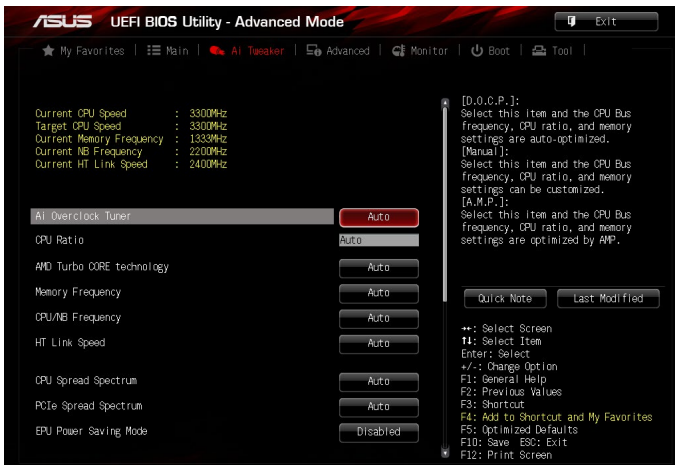 ASUS UEFI BIOS Utility - Advanced Mode Exit
My Favorites Main Ai Tweaker Advanced Monitor Boot Tool
Current CPU Speed : 3300MHz
Target CPU Speed : 3300MHz
Current Memory Frequency : 1333MHz
Current NB Frequency : 2200MHz
Current HT Link Speed : 2400MHz
Ai Overclock Tuner Auto
CPU Ratio Auto
AMD Turbo CORE technology Auto
Memory Frequency Auto
CPU/NB Frequency Auto
HT Link Speed Auto
CPU Spread Spectrum Auto
PCIe Spread Spectrum Auto
EPU Power Saving Mode Disabled
[D.O.C.P.]:
Select this item and the CPU Bus
frequency, CPU ratio, and memory
settings are auto-optimized.
[Manual]:
Select this item and the CPU Bus
frequency, CPU ratio, and memory
settings can be customized.
[A.M.P.]:
Select this item and the CPU Bus
frequency, CPU ratio, and memory
settings are optimized by AMP.
Quick Note Last Modified
→←: Select Screen
↑↓: Select Item
Enter: Select
+/-: Change Option
F1: General Help
F2: Previous Values
F3: Shortcut
F4: Add to Shortcut and My Favorites
F5: Optimized Defaults
F10: Save ESC: Exit
F12: Print Screen